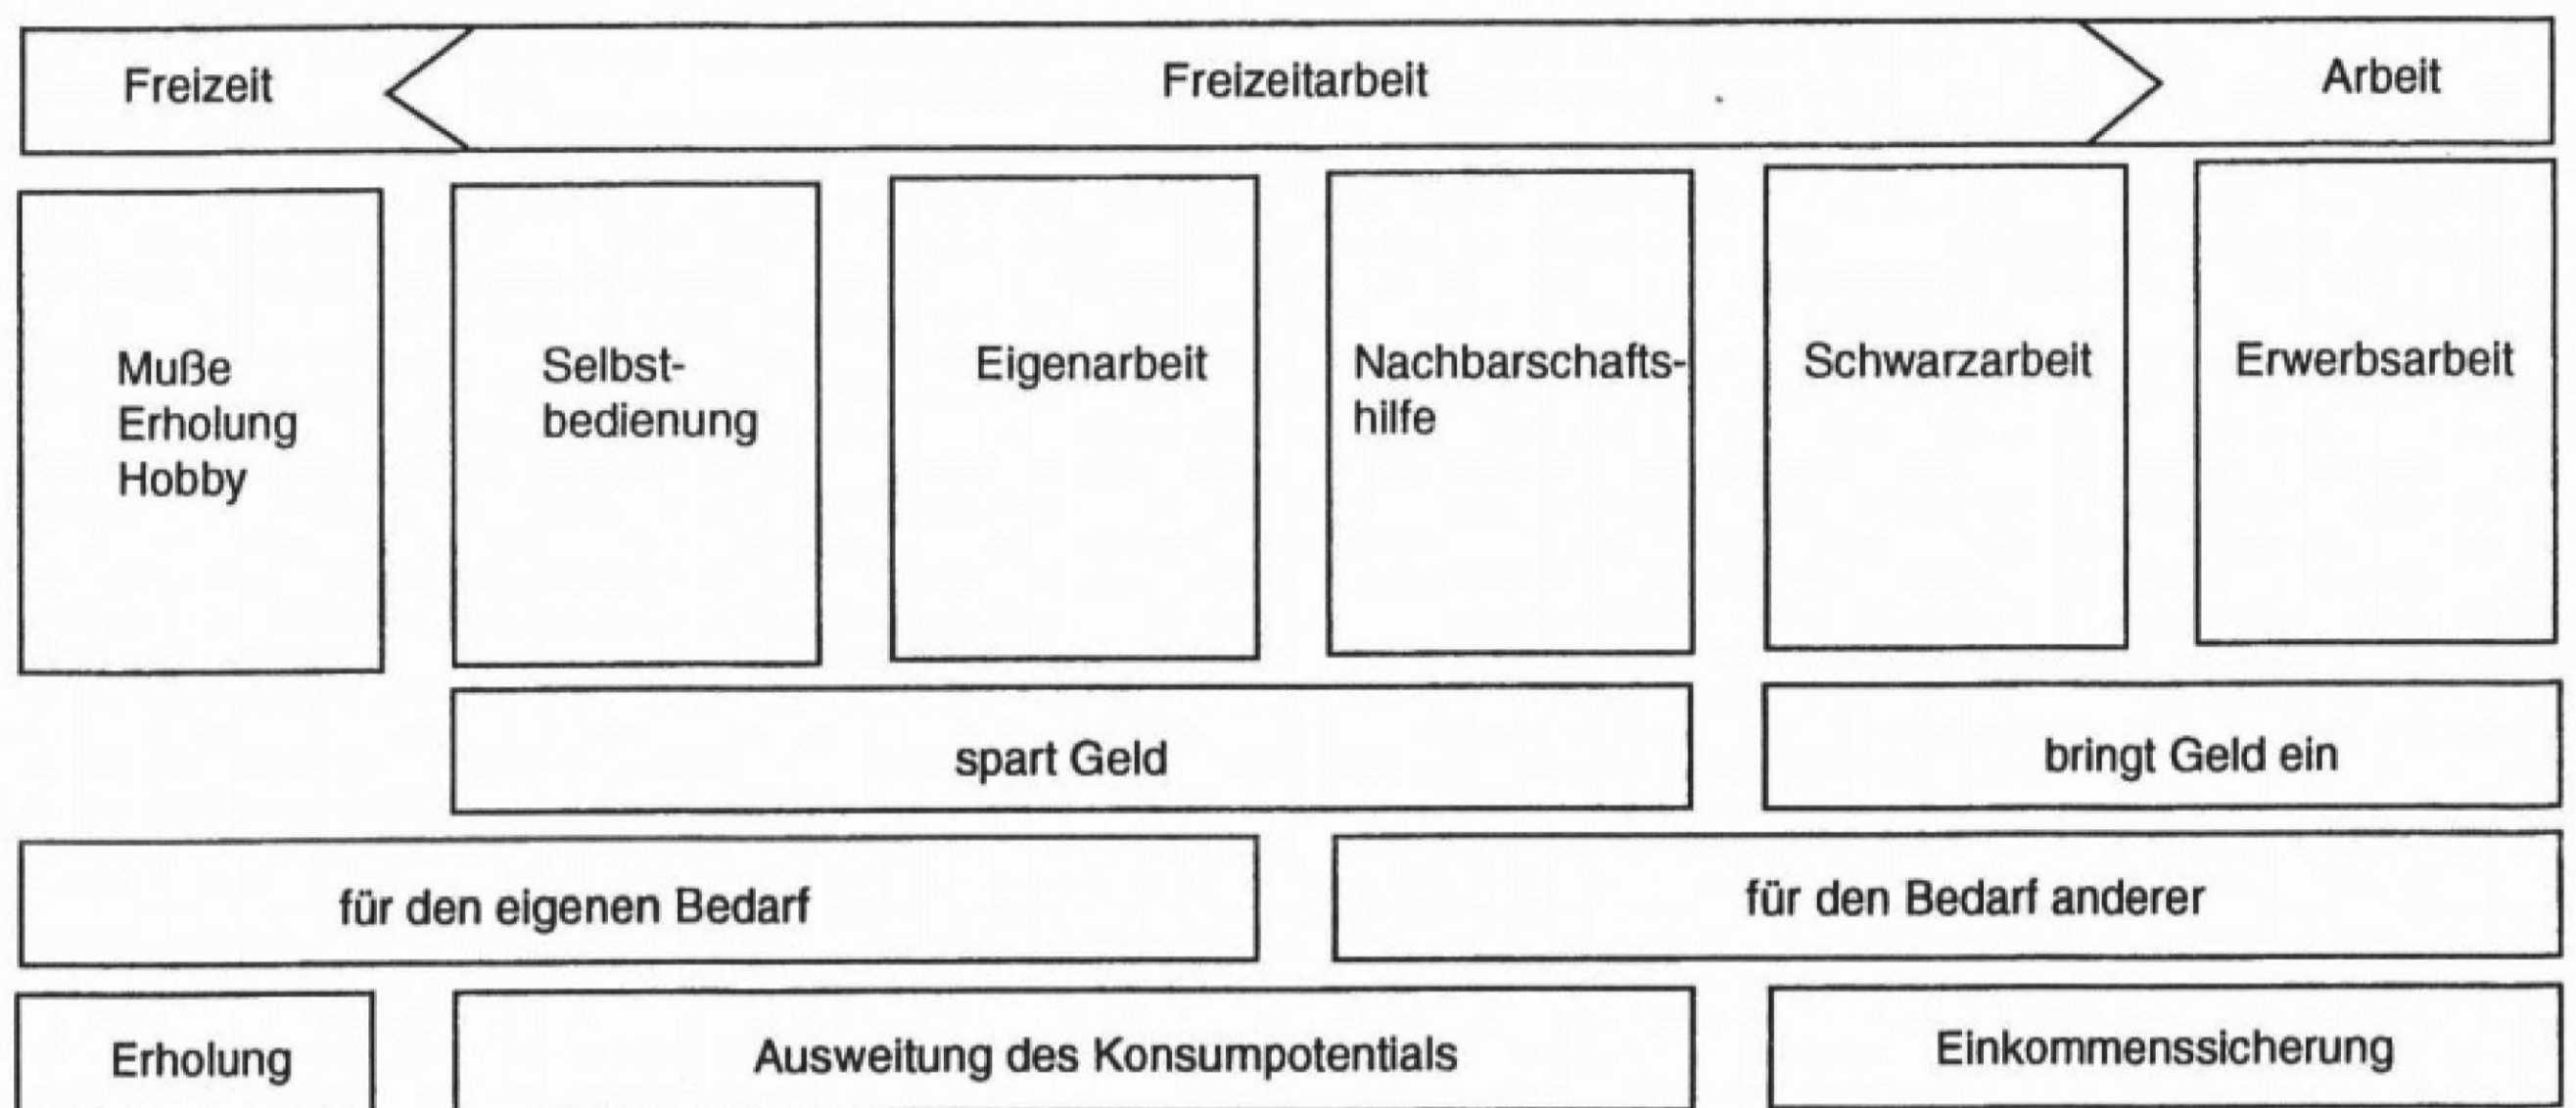 Freizeit
Freizeitarbeit
Arbeit
Muße
Erholung
Hobby
Selbst-
bedienung
Eigenarbeit
Nachbarschafts-
hilfe
Schwarzarbeit
Erwerbsarbeit
spart Geld
bringt Geld ein
für den eigenen Bedarf
für den Bedarf anderer
Erholung
Ausweitung des Konsumpotentials
Einkommenssicherung